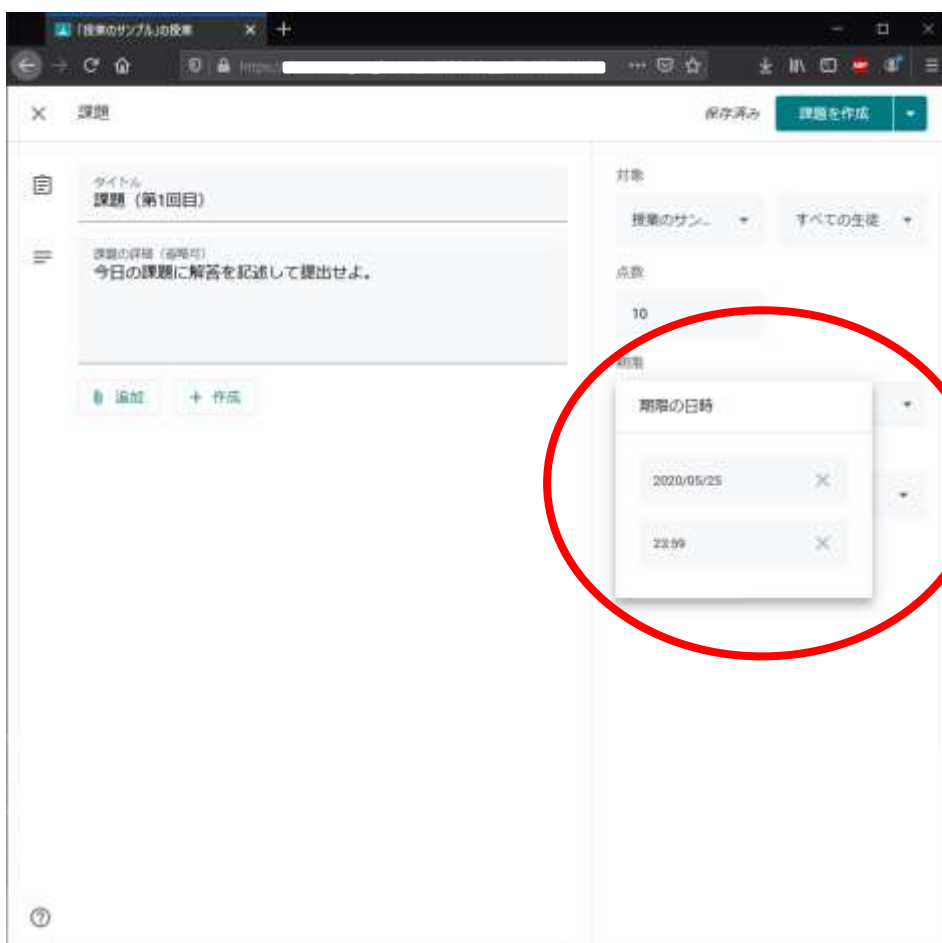 「授業のサンプル」の授業
https:/
課題
保存済み
課題を作成
タイトル
課題（第1回目）
課題の詳細（省略可）
今日の課題に解答を記述して提出せよ。
追加
作成
対象
授業のサン…
すべての生徒
点数
10
期限
期限の日時
2020/05/25
23:59